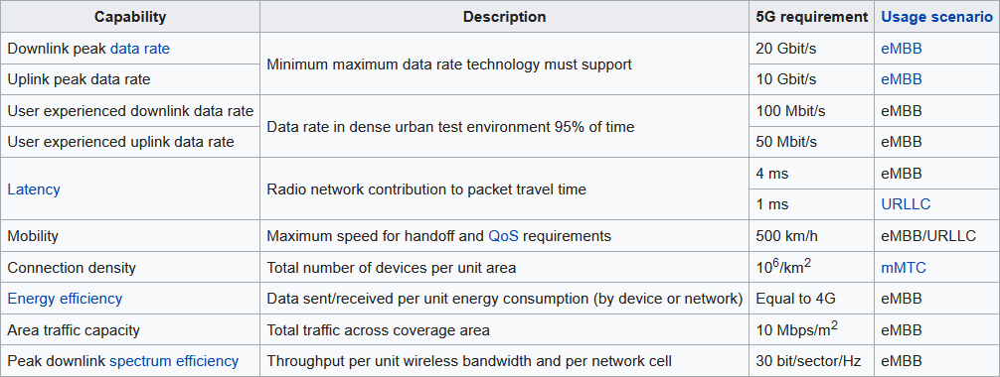 Capability Description 5G requirement Usage scenario
Downlink peak data rate Minimum maximum data rate technology must support 20 Gbit/s eMBB
Uplink peak data rate 10 Gbit/s eMBB
User experienced downlink data rate Data rate in dense urban test environment 95% of time 100 Mbit/s eMBB
User experienced uplink data rate 50 Mbit/s eMBB
Latency Radio network contribution to packet travel time 4 ms eMBB
1 ms URLLC
Mobility Maximum speed for handoff and QoS requirements 500 km/h eMBB/URLLC
Connection density Total number of devices per unit area 10⁶/km² mMTC
Energy efficiency Data sent/received per unit energy consumption (by device or network) Equal to 4G eMBB
Area traffic capacity Total traffic across coverage area 10 Mbps/m² eMBB
Peak downlink spectrum efficiency Throughput per unit wireless bandwidth and per network cell 30 bit/sector/Hz eMBB